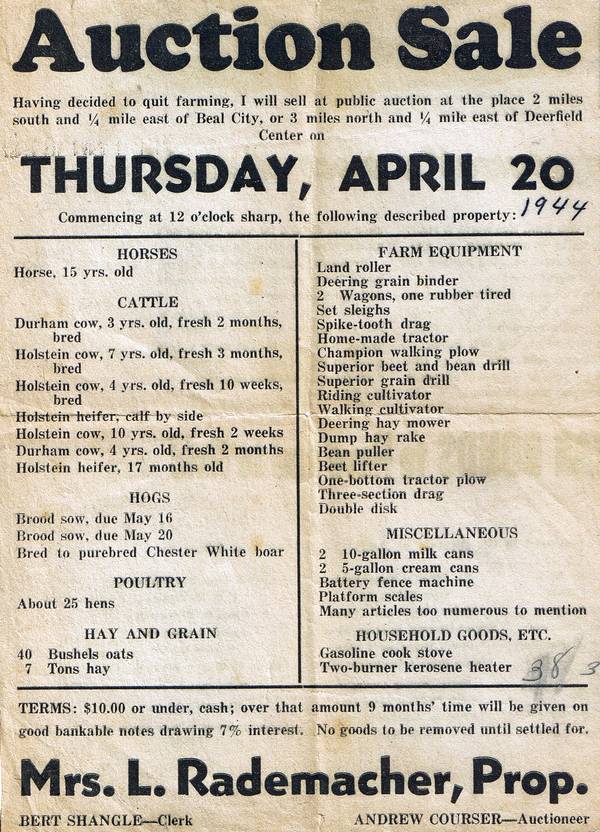 Auction Sale
Having decided to quit farming, I will sell at public auction at the place 2 miles
south and ¼ mile east of Beal City, or 3 miles north and ¼ mile east of Deerfield
Center on
THURSDAY, APRIL 20
Commencing at 12 o'clock sharp, the following described property: 1944
HORSES
Horse, 15 yrs. old
CATTLE
Durham cow, 3 yrs. old, fresh 2 months,
bred
Holstein cow, 7 yrs. old, fresh 3 months,
bred
Holstein cow, 4 yrs. old, fresh 10 weeks,
bred
Holstein heifer, calf by side
Holstein cow, 10 yrs. old, fresh 2 weeks
Durham cow, 4 yrs. old, fresh 2 months
Holstein heifer, 17 months old
HOGS
Brood sow, due May 16
Brood sow, due May 20
Bred to purebred Chester White boar
POULTRY
About 25 hens
HAY AND GRAIN
40 Bushels oats
7 Tons hay
FARM EQUIPMENT
Land roller
Deering grain binder
2 Wagons, one rubber tired
Set sleighs
Spike-tooth drag
Home-made tractor
Champion walking plow
Superior beet and bean drill
Superior grain drill
Riding cultivator
Walking cultivator
Deering hay mower
Dump hay rake
Bean puller
Beet lifter
One-bottom tractor plow
Three-section drag
Double disk
MISCELLANEOUS
2 10-gallon milk cans
2 5-gallon cream cans
Battery fence machine
Platform scales
Many articles too numerous to mention
HOUSEHOLD GOODS, ETC.
Gasoline cook stove
Two-burner kerosene heater 38 3
TERMS: $10.00 or under, cash; over that amount 9 months' time will be given on
good bankable notes drawing 7% interest. No goods to be removed until settled for.
Mrs. L. Rademacher, Prop.
BERT SHANGLE—Clerk ANDREW COURSER—Auctioneer